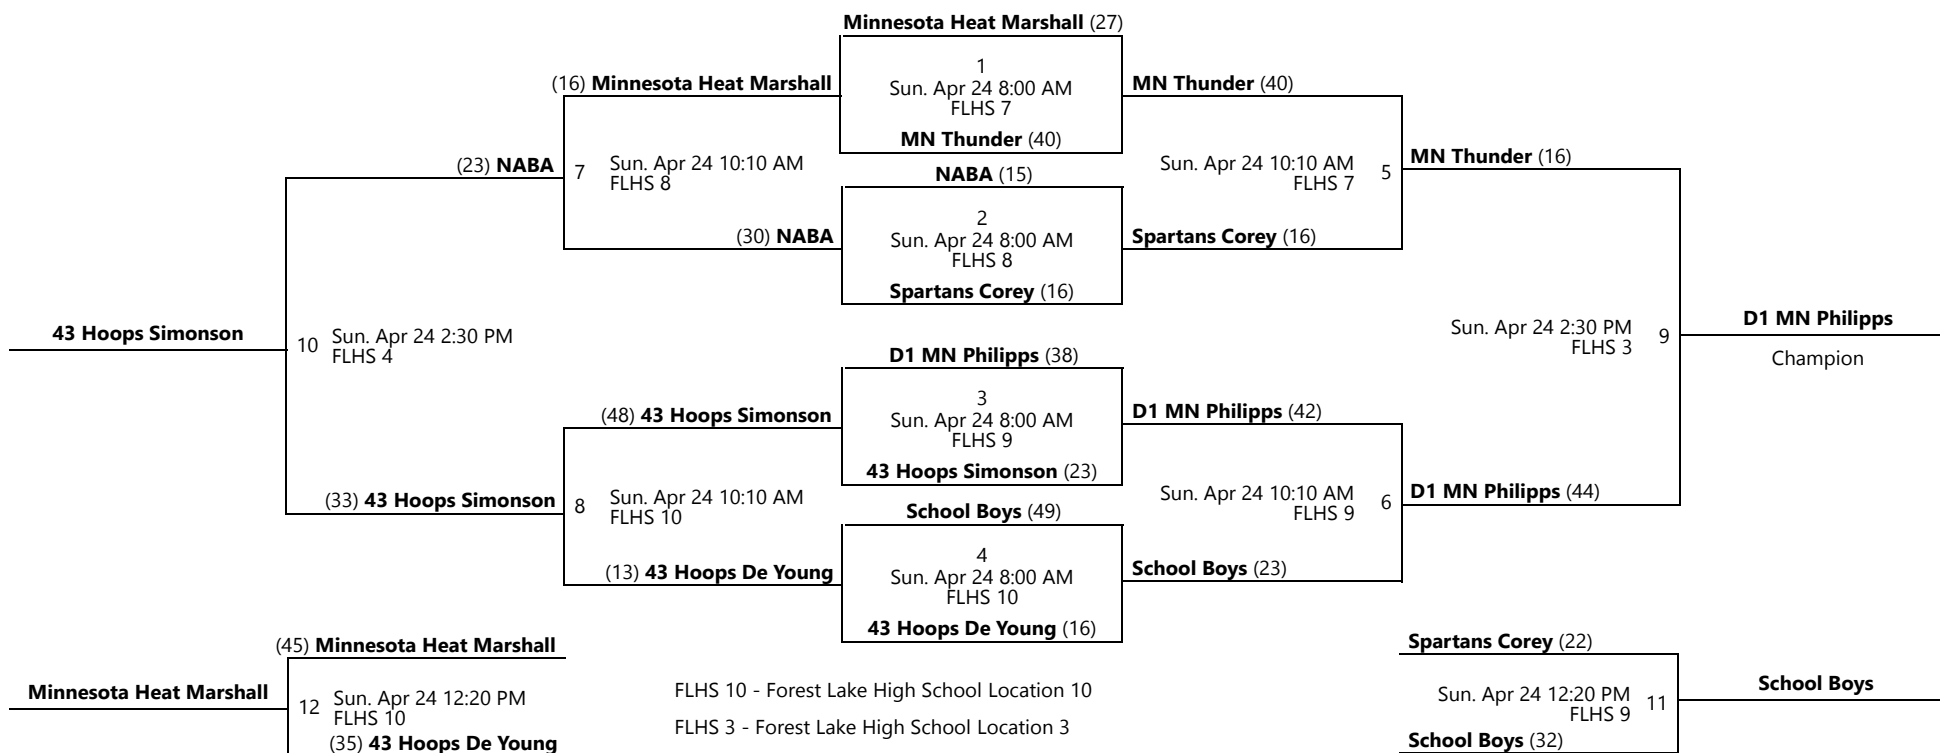 Minnesota Heat Marshall (27)
1
Sun. Apr 24 8:00 AM
FLHS 7
MN Thunder (40)
(16) Minnesota Heat Marshall
MN Thunder (40)
(23) NABA
7 Sun. Apr 24 10:10 AM
FLHS 8
Sun. Apr 24 10:10 AM 5
FLHS 7
MN Thunder (16)
NABA (15)
2
Sun. Apr 24 8:00 AM
FLHS 8
Spartans Corey (16)
(30) NABA
Spartans Corey (16)
43 Hoops Simonson
10 Sun. Apr 24 2:30 PM
FLHS 4
Sun. Apr 24 2:30 PM 9
FLHS 3
D1 MN Philipps
Champion
D1 MN Philipps (38)
3
Sun. Apr 24 8:00 AM
FLHS 9
43 Hoops Simonson (23)
(48) 43 Hoops Simonson
D1 MN Philipps (42)
(33) 43 Hoops Simonson
8 Sun. Apr 24 10:10 AM
FLHS 10
Sun. Apr 24 10:10 AM 6
FLHS 9
D1 MN Philipps (44)
School Boys (49)
4
Sun. Apr 24 8:00 AM
FLHS 10
43 Hoops De Young (16)
(13) 43 Hoops De Young
School Boys (23)
(45) Minnesota Heat Marshall
Minnesota Heat Marshall
12 Sun. Apr 24 12:20 PM
FLHS 10
(35) 43 Hoops De Young
FLHS 10 - Forest Lake High School Location 10
FLHS 3 - Forest Lake High School Location 3
Spartans Corey (22)
Sun. Apr 24 12:20 PM 11
FLHS 9
School Boys
School Boys (32)